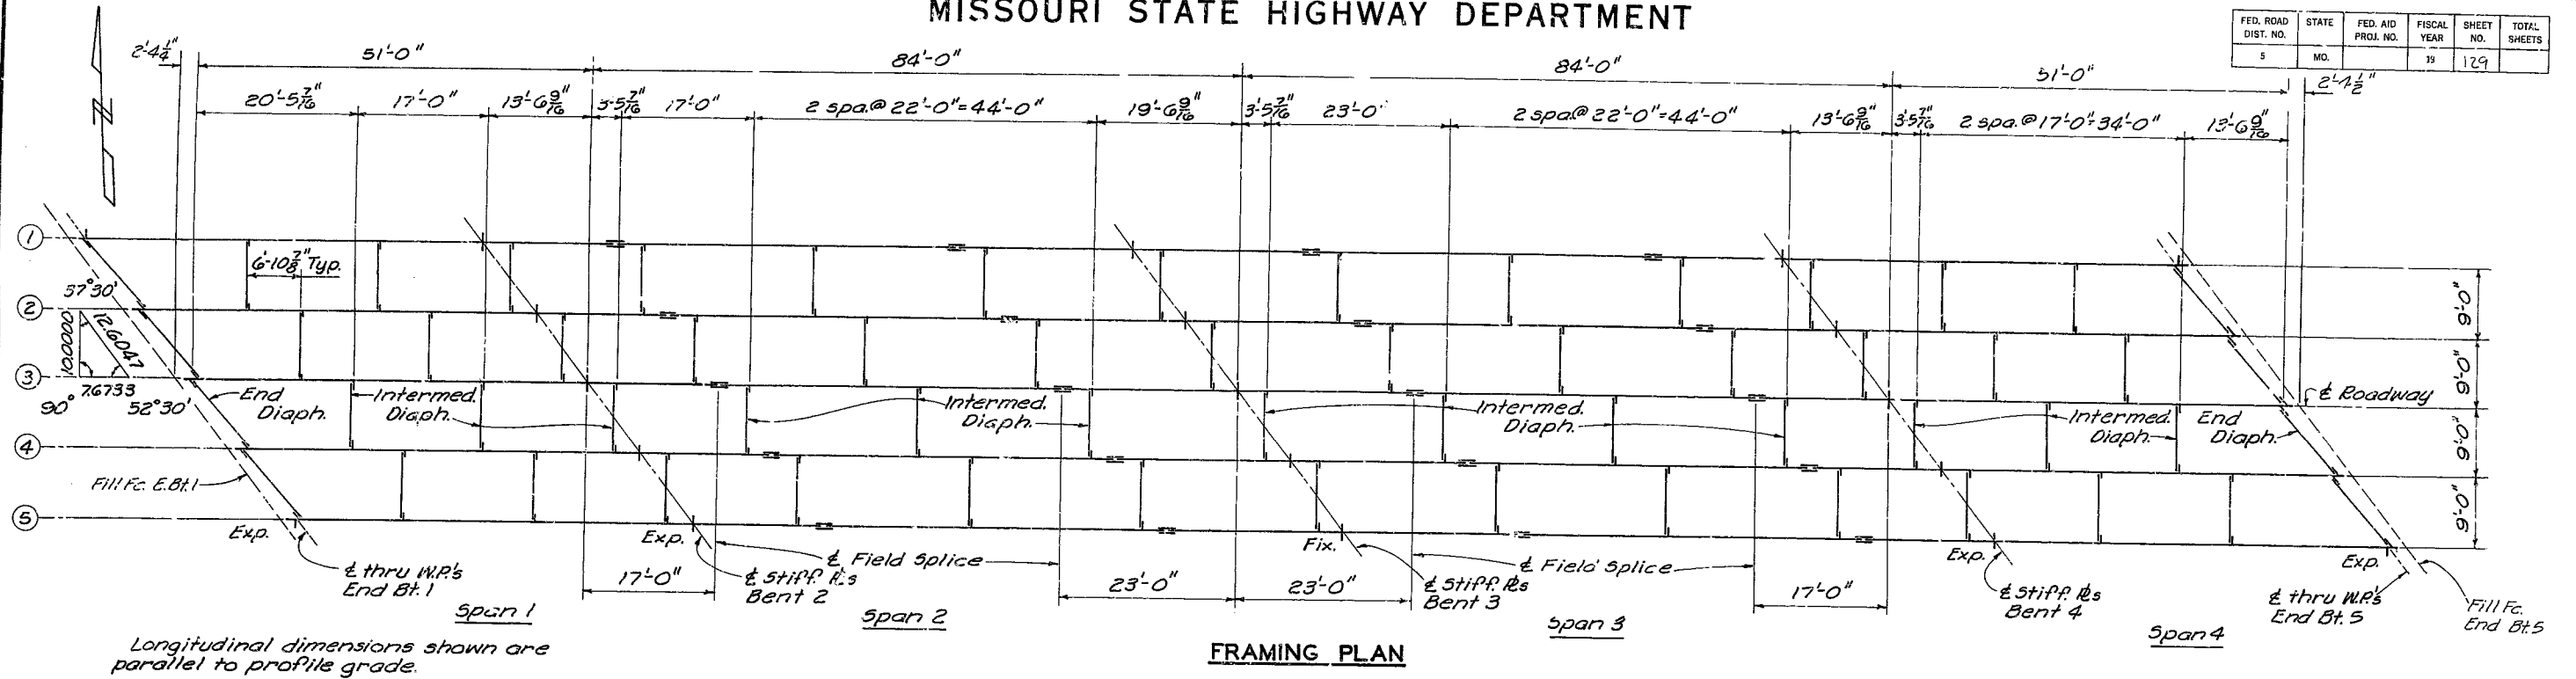 MISSOURI STATE HIGHWAY DEPARTMENT
FED. ROAD DIST. NO. STATE FED. AID PROJ. NO. FISCAL YEAR SHEET NO. TOTAL SHEETS
5 MO. 19 129
2'-4¼" 51'-0" 84'-0" 84'-0" 51'-0" 2'-4½"
20'-5 7/16" 17'-0" 13'-6 9/16" 3'-5 7/16" 17'-0" 2 spa.@ 22'-0"=44'-0" 19'-6 9/16" 3'-5 7/16" 23'-0" 2 spa.@ 22'-0"=44'-0" 13'-6 9/16" 3'-5 7/16" 2 spa.@ 17'-0"=34'-0" 13'-6 9/16"
N
1
6'-10 7/8" Typ.
57°30'
2
10.0000
12.6047
3
7.6733
90° 52°30'
9'-0"
9'-0"
9'-0"
9'-0"
End Diaph.
Intermed. Diaph.
Intermed. Diaph.
Intermed. Diaph.
Intermed. Diaph.
End Diaph.
℄ Roadway
4
Fill Fc. E.Bt.1
5
Exp.
Exp.
Fix.
Exp.
Exp.
℄ thru W.P.'s
End Bt. 1
17'-0"
℄ Field Splice
℄ Stiff. ℞s
Bent 2
23'-0"
23'-0"
℄ Stiff. ℞s
Bent 3
℄ Field Splice
17'-0"
℄ Stiff. ℞s
Bent 4
℄ thru W.P.'s
End Bt. 5
Fill Fc.
End Bt.5
Span 1
Span 2
Span 3
Span 4
Longitudinal dimensions shown are
parallel to profile grade.
FRAMING PLAN